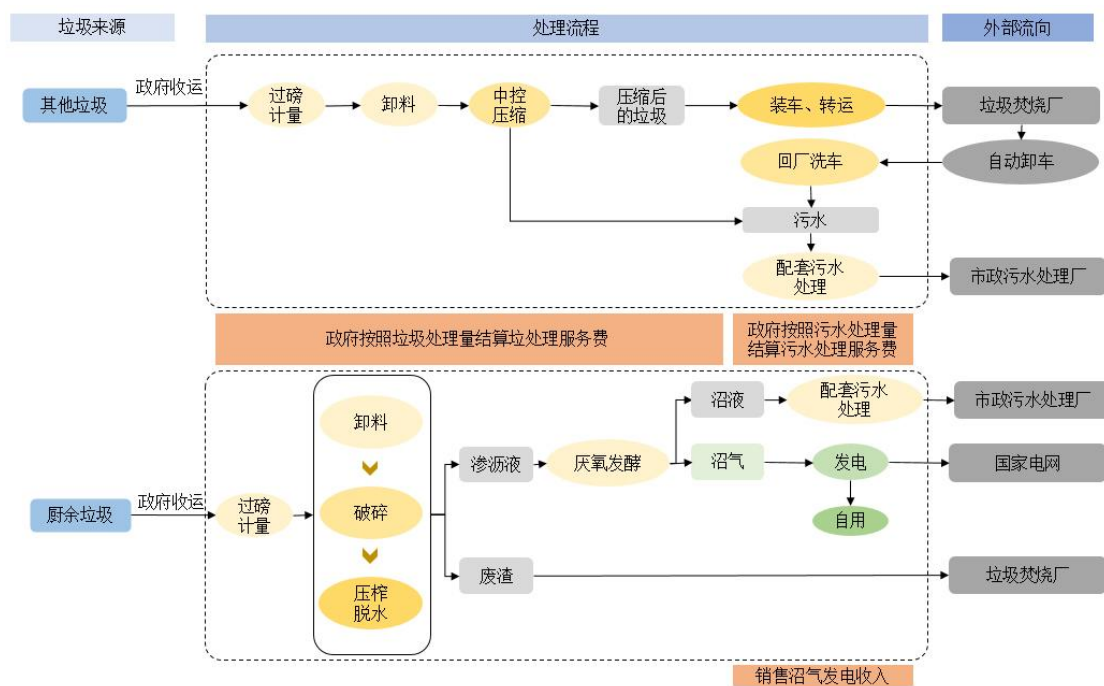 垃圾来源
处理流程
外部流向
政府收运
其他垃圾
过磅
计量
卸料
中控
压缩
压缩后
的垃圾
装车、转运
垃圾焚烧厂
回厂洗车
自动卸车
污水
配套污水
处理
市政污水处理厂
政府按照垃圾处理量结算垃处理服务费
政府按照污水处理量
结算污水处理服务费
沼液
配套污水
处理
市政污水处理厂
卸料
渗沥液
厌氧发酵
沼气
发电
国家电网
政府收运
厨余垃圾
过磅
计量
破碎
自用
废渣
垃圾焚烧厂
压榨
脱水
销售沼气发电收入